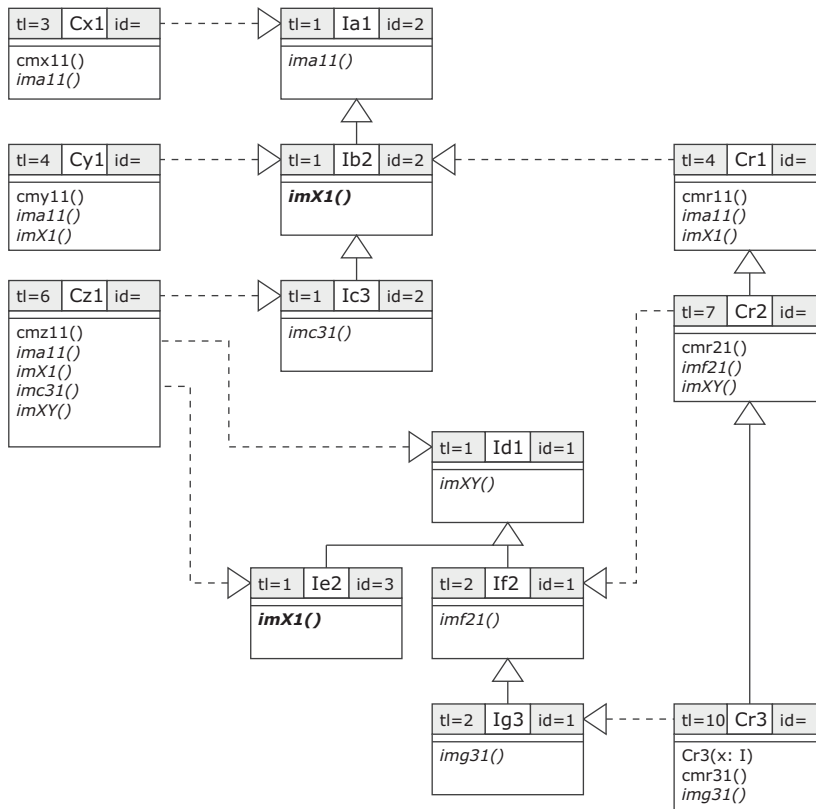 tl=3 Cx1 id=
cmx11()
ima11()
tl=1 Ia1 id=2
ima11()
tl=4 Cy1 id=
cmy11()
ima11()
imX1()
tl=1 Ib2 id=2
imX1()
tl=4 Cr1 id=
cmr11()
ima11()
imX1()
tl=6 Cz1 id=
cmz11()
ima11()
imX1()
imc31()
imXY()
tl=1 Ic3 id=2
imc31()
tl=7 Cr2 id=
cmr21()
imf21()
imXY()
tl=1 Id1 id=1
imXY()
tl=1 Ie2 id=3
imX1()
tl=2 If2 id=1
imf21()
tl=2 Ig3 id=1
img31()
tl=10 Cr3 id=
Cr3(x: I)
cmr31()
img31()